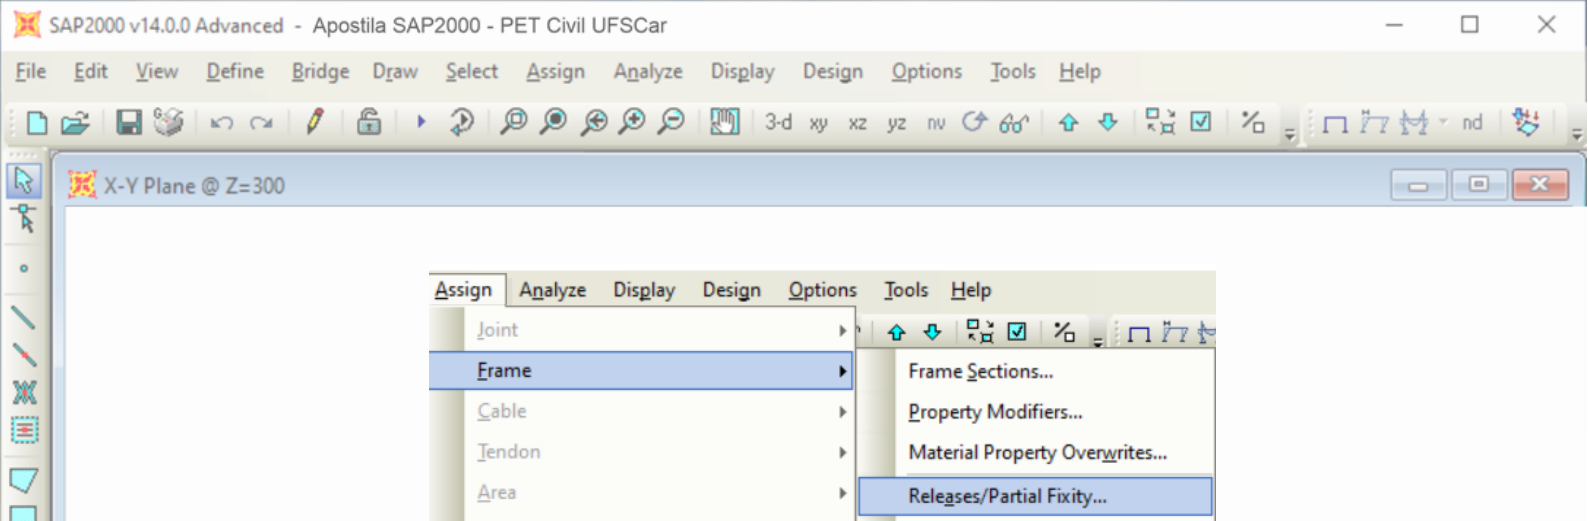 SAP2000 v14.0.0 Advanced - Apostila SAP2000 - PET Civil UFSCar
File Edit View Define Bridge Draw Select Assign Analyze Display Design Options Tools Help
3-d xy xz yz nv nd
X-Y Plane @ Z=300
Assign Analyze Display Design Options Tools Help
Joint
Frame
Frame Sections...
Cable
Property Modifiers...
Tendon
Material Property Overwrites...
Area
Releases/Partial Fixity...